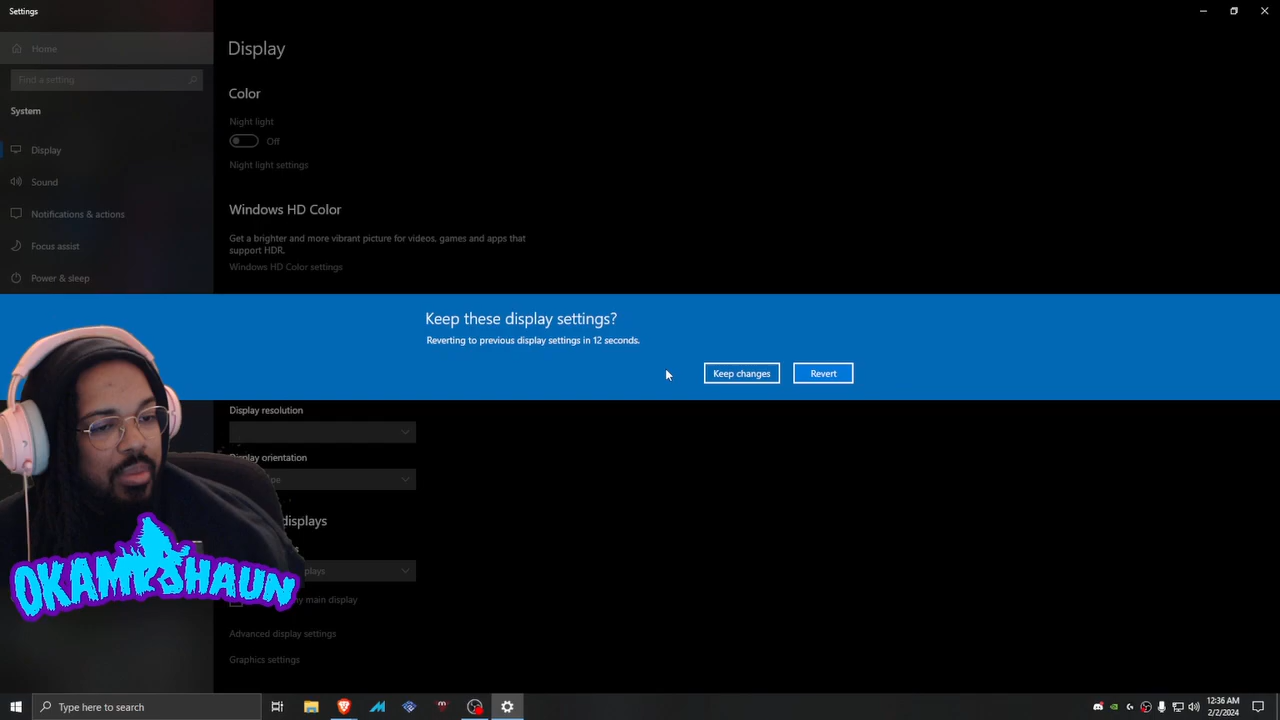 Settings
Home
Find a setting
System
Display
Sound
Notifications & actions
Focus assist
Power & sleep
Display
Color
Night light
Off
Night light settings
Windows HD Color
Get a brighter and more vibrant picture for videos, games and apps that
support HDR.
Windows HD Color settings
Keep these display settings?
Reverting to previous display settings in 12 seconds.
Keep changes
Revert
Display resolution
Display orientation
displays
main display
Advanced display settings
Graphics settings
Type here to search
12:36 AM
2/2/2024